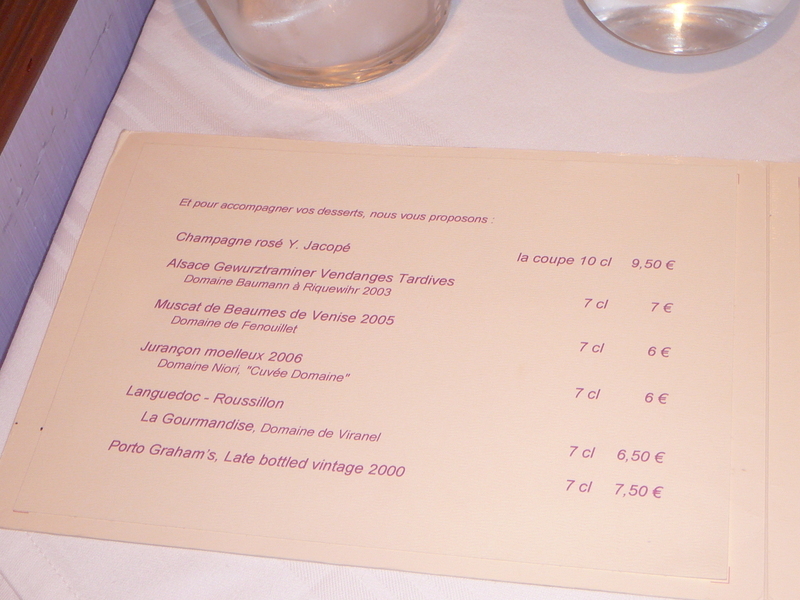 Et pour accompagner vos desserts, nous vous proposons :
Champagne rosé Y. Jacopé la coupe 10 cl 9,50 €
Alsace Gewurztraminer Vendanges Tardives 7 cl 7 €
Domaine Baumann à Riquewihr 2003
Muscat de Beaumes de Venise 2005 7 cl 6 €
Domaine de Fenouillet
Jurançon moelleux 2006 7 cl 6 €
Domaine Niori, "Cuvée Domaine"
Languedoc - Roussillon
La Gourmandise, Domaine de Viranel 7 cl 6,50 €
Porto Graham's, Late bottled vintage 2000 7 cl 7,50 €